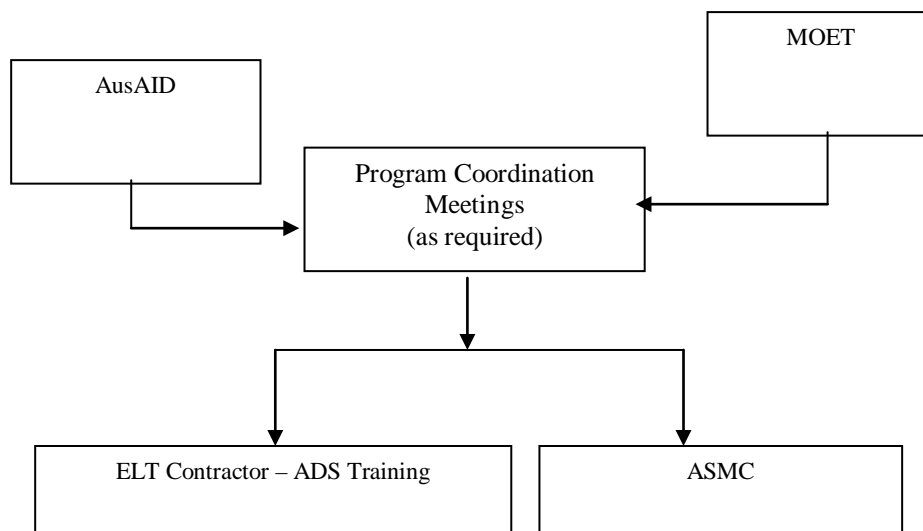 MOET
AusAID
Program Coordination
Meetings
(as required)
ELT Contractor – ADS Training
ASMC